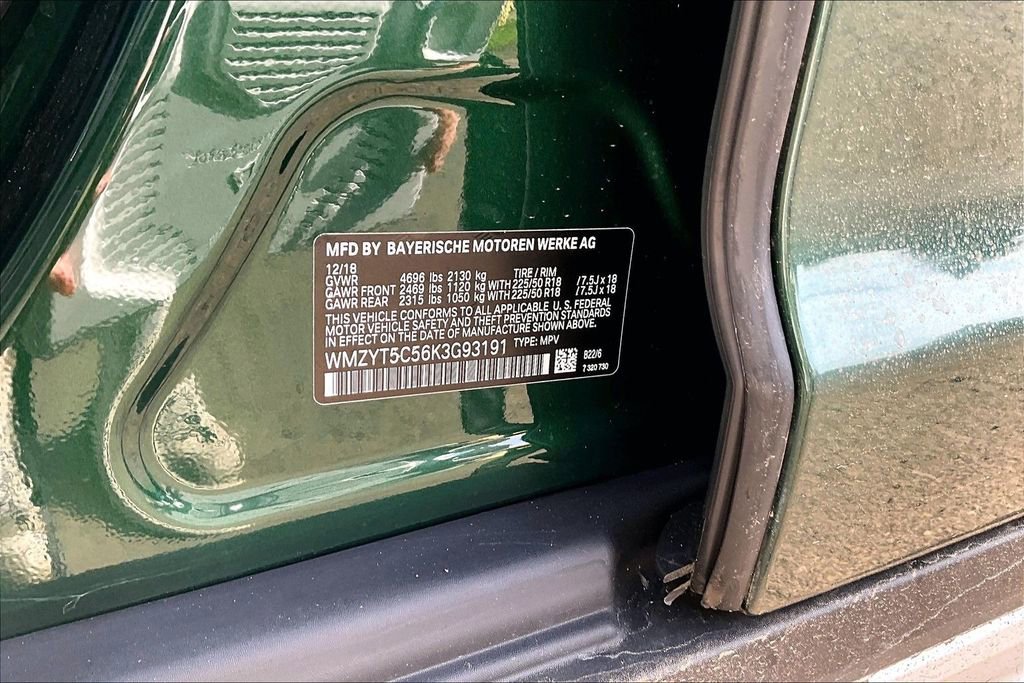 MFD BY BAYERISCHE MOTOREN WERKE AG
12/18
GVWR 4696 lbs 2130 kg TIRE / RIM
GAWR FRONT 2469 lbs 1120 kg WITH 225/50 R18 /7.5J x 18
GAWR REAR 2315 lbs 1050 kg WITH 225/50 R18 /7.5J x 18
THIS VEHICLE CONFORMS TO ALL APPLICABLE U. S. FEDERAL
MOTOR VEHICLE SAFETY AND THEFT PREVENTION STANDARDS
IN EFFECT ON THE DATE OF MANUFACTURE SHOWN ABOVE.
WMZYT5C56K3G93191 TYPE: MPV
B22/6
7 320 730